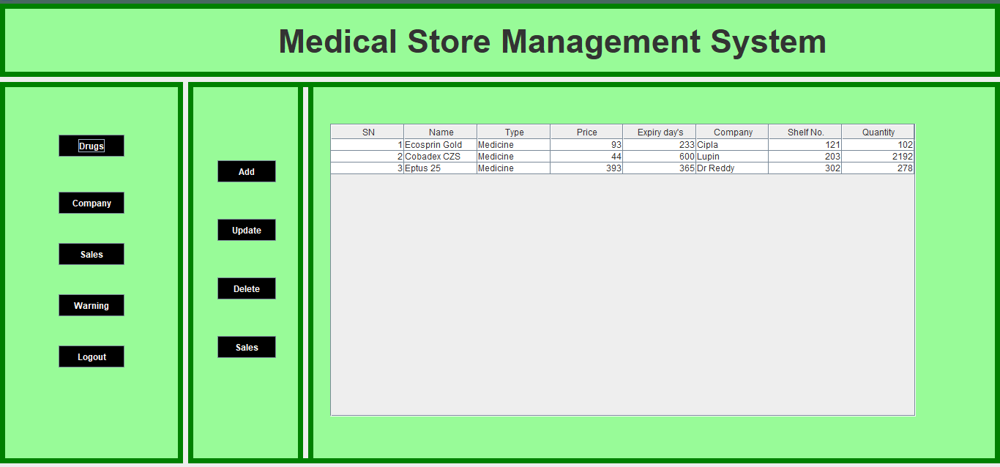 Medical Store Management System
Drugs
Company
Sales
Warning
Logout
Add
Update
Delete
Sales
SN Name Type Price Expiry day's Company Shelf No. Quantity
1 Ecosprin Gold Medicine 93 233 Cipla 121 102
2 Cobadex CZS Medicine 44 600 Lupin 203 2192
3 Eptus 25 Medicine 393 365 Dr Reddy 302 278